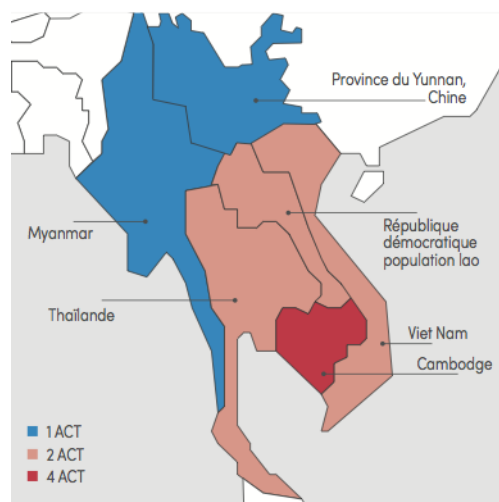 Province du Yunnan,
Chine
Myanmar
République
démocratique
population lao
Thaïlande
Viet Nam
Cambodge
1 ACT
2 ACT
4 ACT